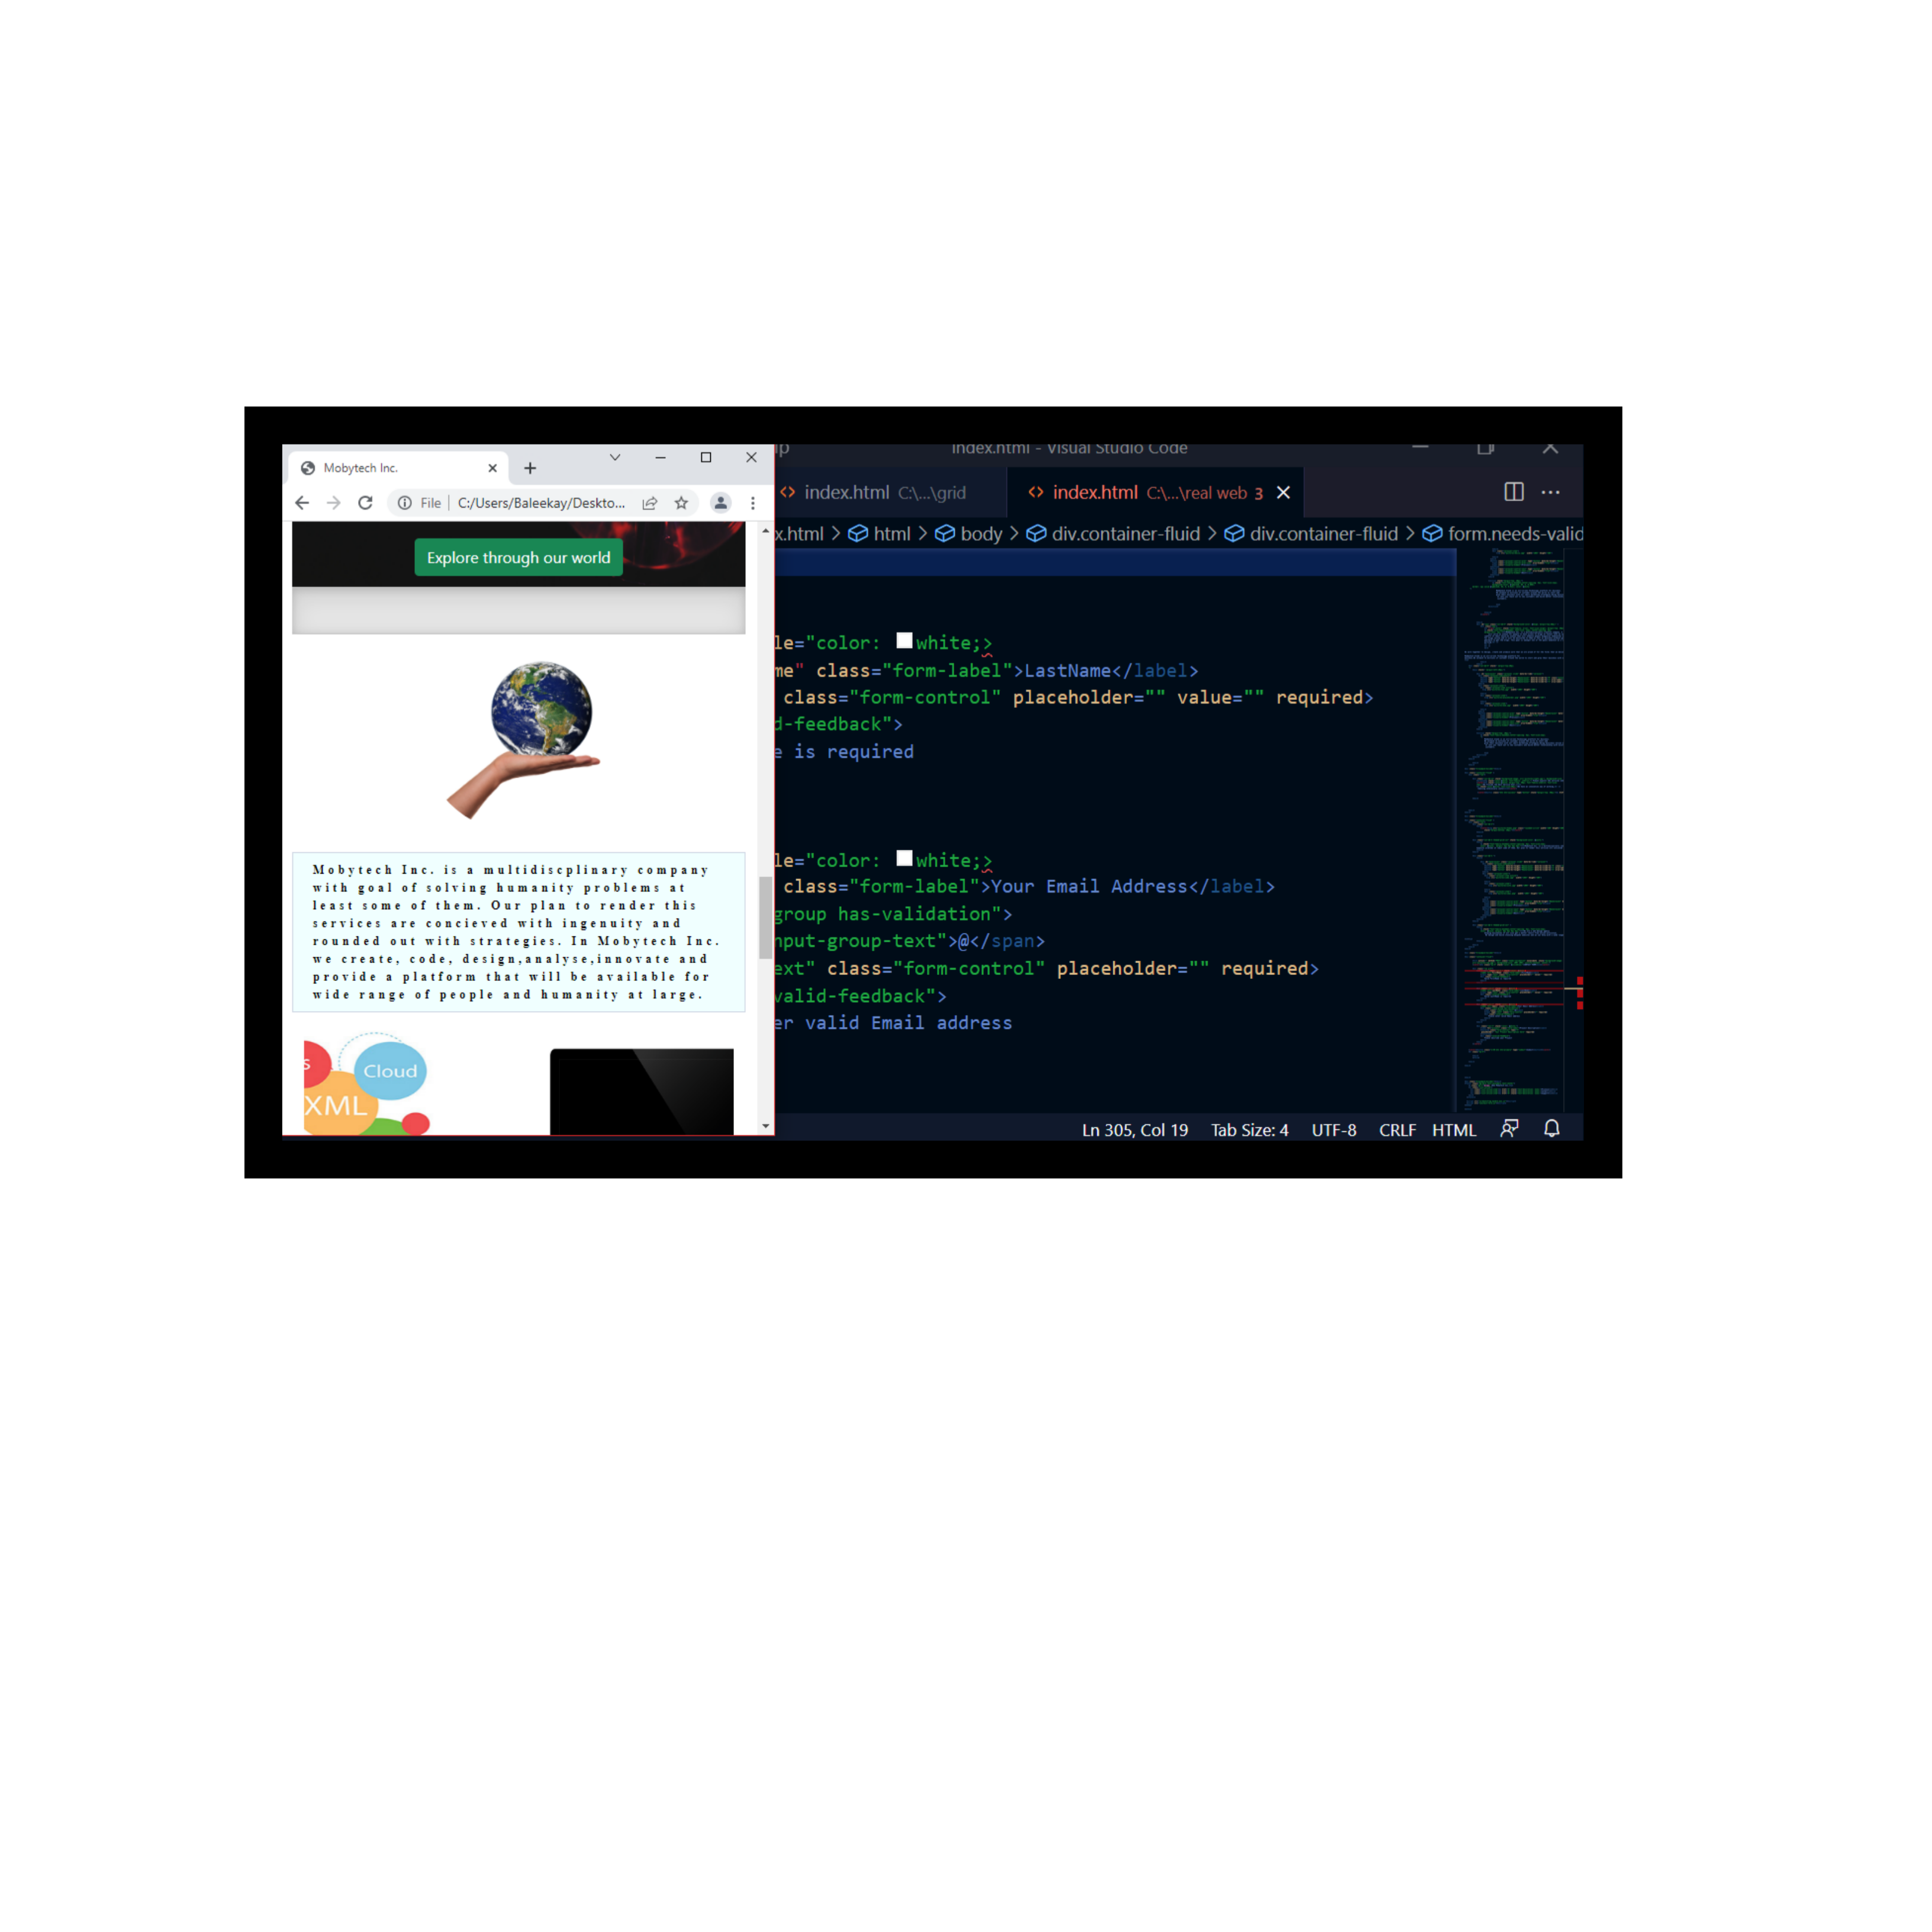 Mobytech Inc.
File C:/Users/Baleekay/Deskto...
Explore through our world
Mobytech Inc. is a multidiscplinary company
with goal of solving humanity problems at
least some of them. Our plan to render this
services are concieved with ingenuity and
rounded out with strategies. In Mobytech Inc.
we create, code, design,analyse,innovate and
provide a platform that will be available for
wide range of people and humanity at large.
s
Cloud
XML
lp
index.html - Visual Studio Code
index.html C:\...\grid
index.html C:\...\real web 3
x.html > html > body > div.container-fluid > div.container-fluid > form.needs-valid
le="color: white;>
me" class="form-label">LastName</label>
class="form-control" placeholder="" value="" required>
d-feedback">
e is required
le="color: white;>
class="form-label">Your Email Address</label>
group has-validation">
nput-group-text">@</span>
ext" class="form-control" placeholder="" required>
valid-feedback">
er valid Email address
Ln 305, Col 19 Tab Size: 4 UTF-8 CRLF HTML